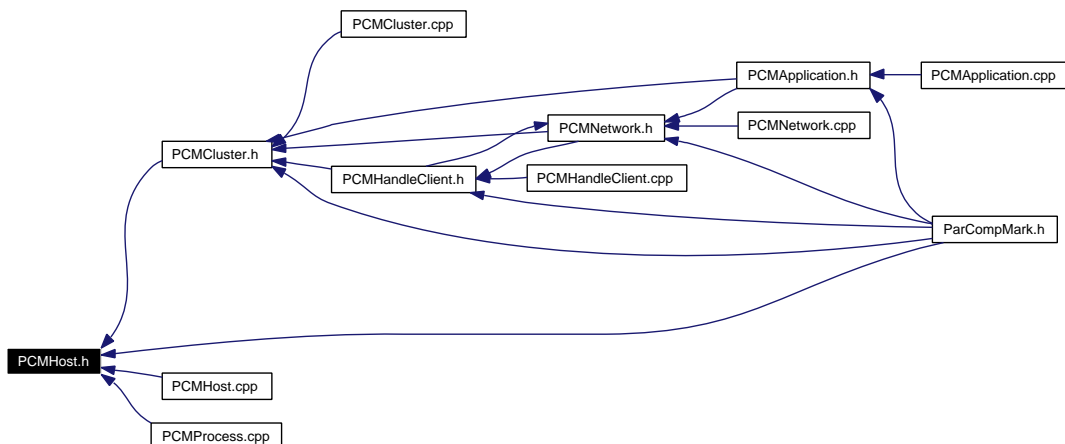 PCMCluster.cpp
PCMApplication.h
PCMApplication.cpp
PCMNetwork.h
PCMNetwork.cpp
PCMCluster.h
PCMHandleClient.h
PCMHandleClient.cpp
ParCompMark.h
PCMHost.h
PCMHost.cpp
PCMProcess.cpp